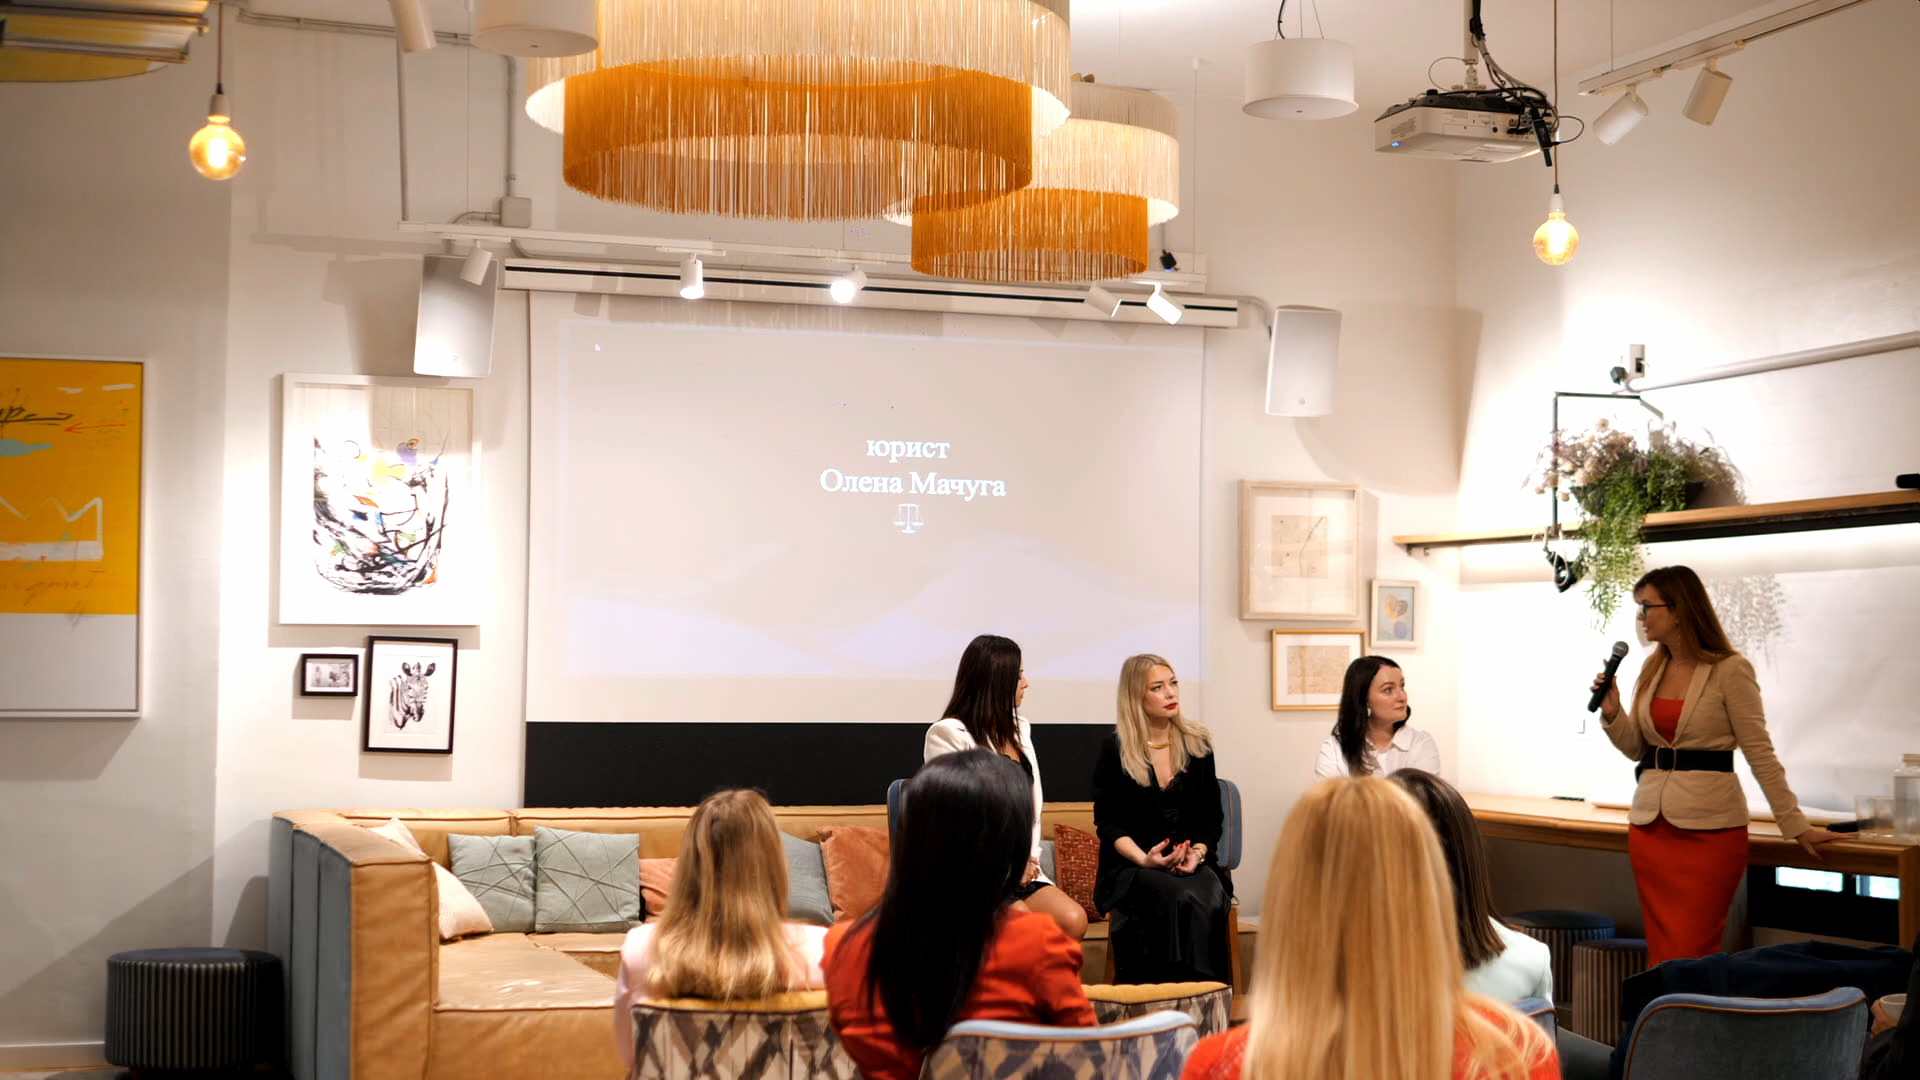 юрист
Олена Мачуга